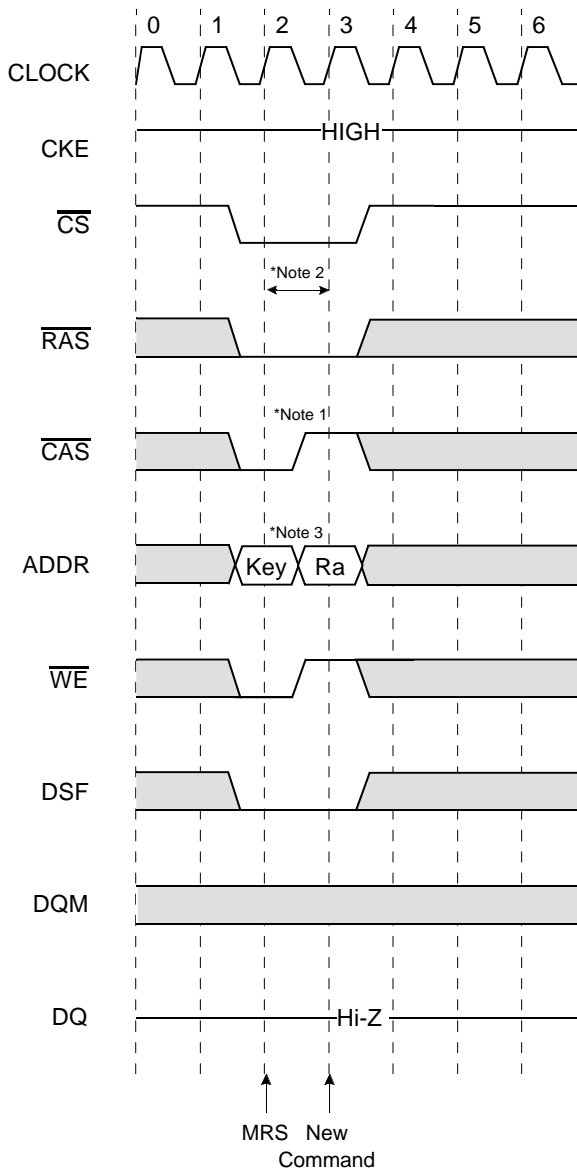 0 1 2 3 4 5 6
CLOCK
CKE HIGH
CS
*Note 2
RAS
*Note 1
CAS
*Note 3
ADDR Key Ra
WE
DSF
DQM
DQ Hi-Z
MRS New
Command